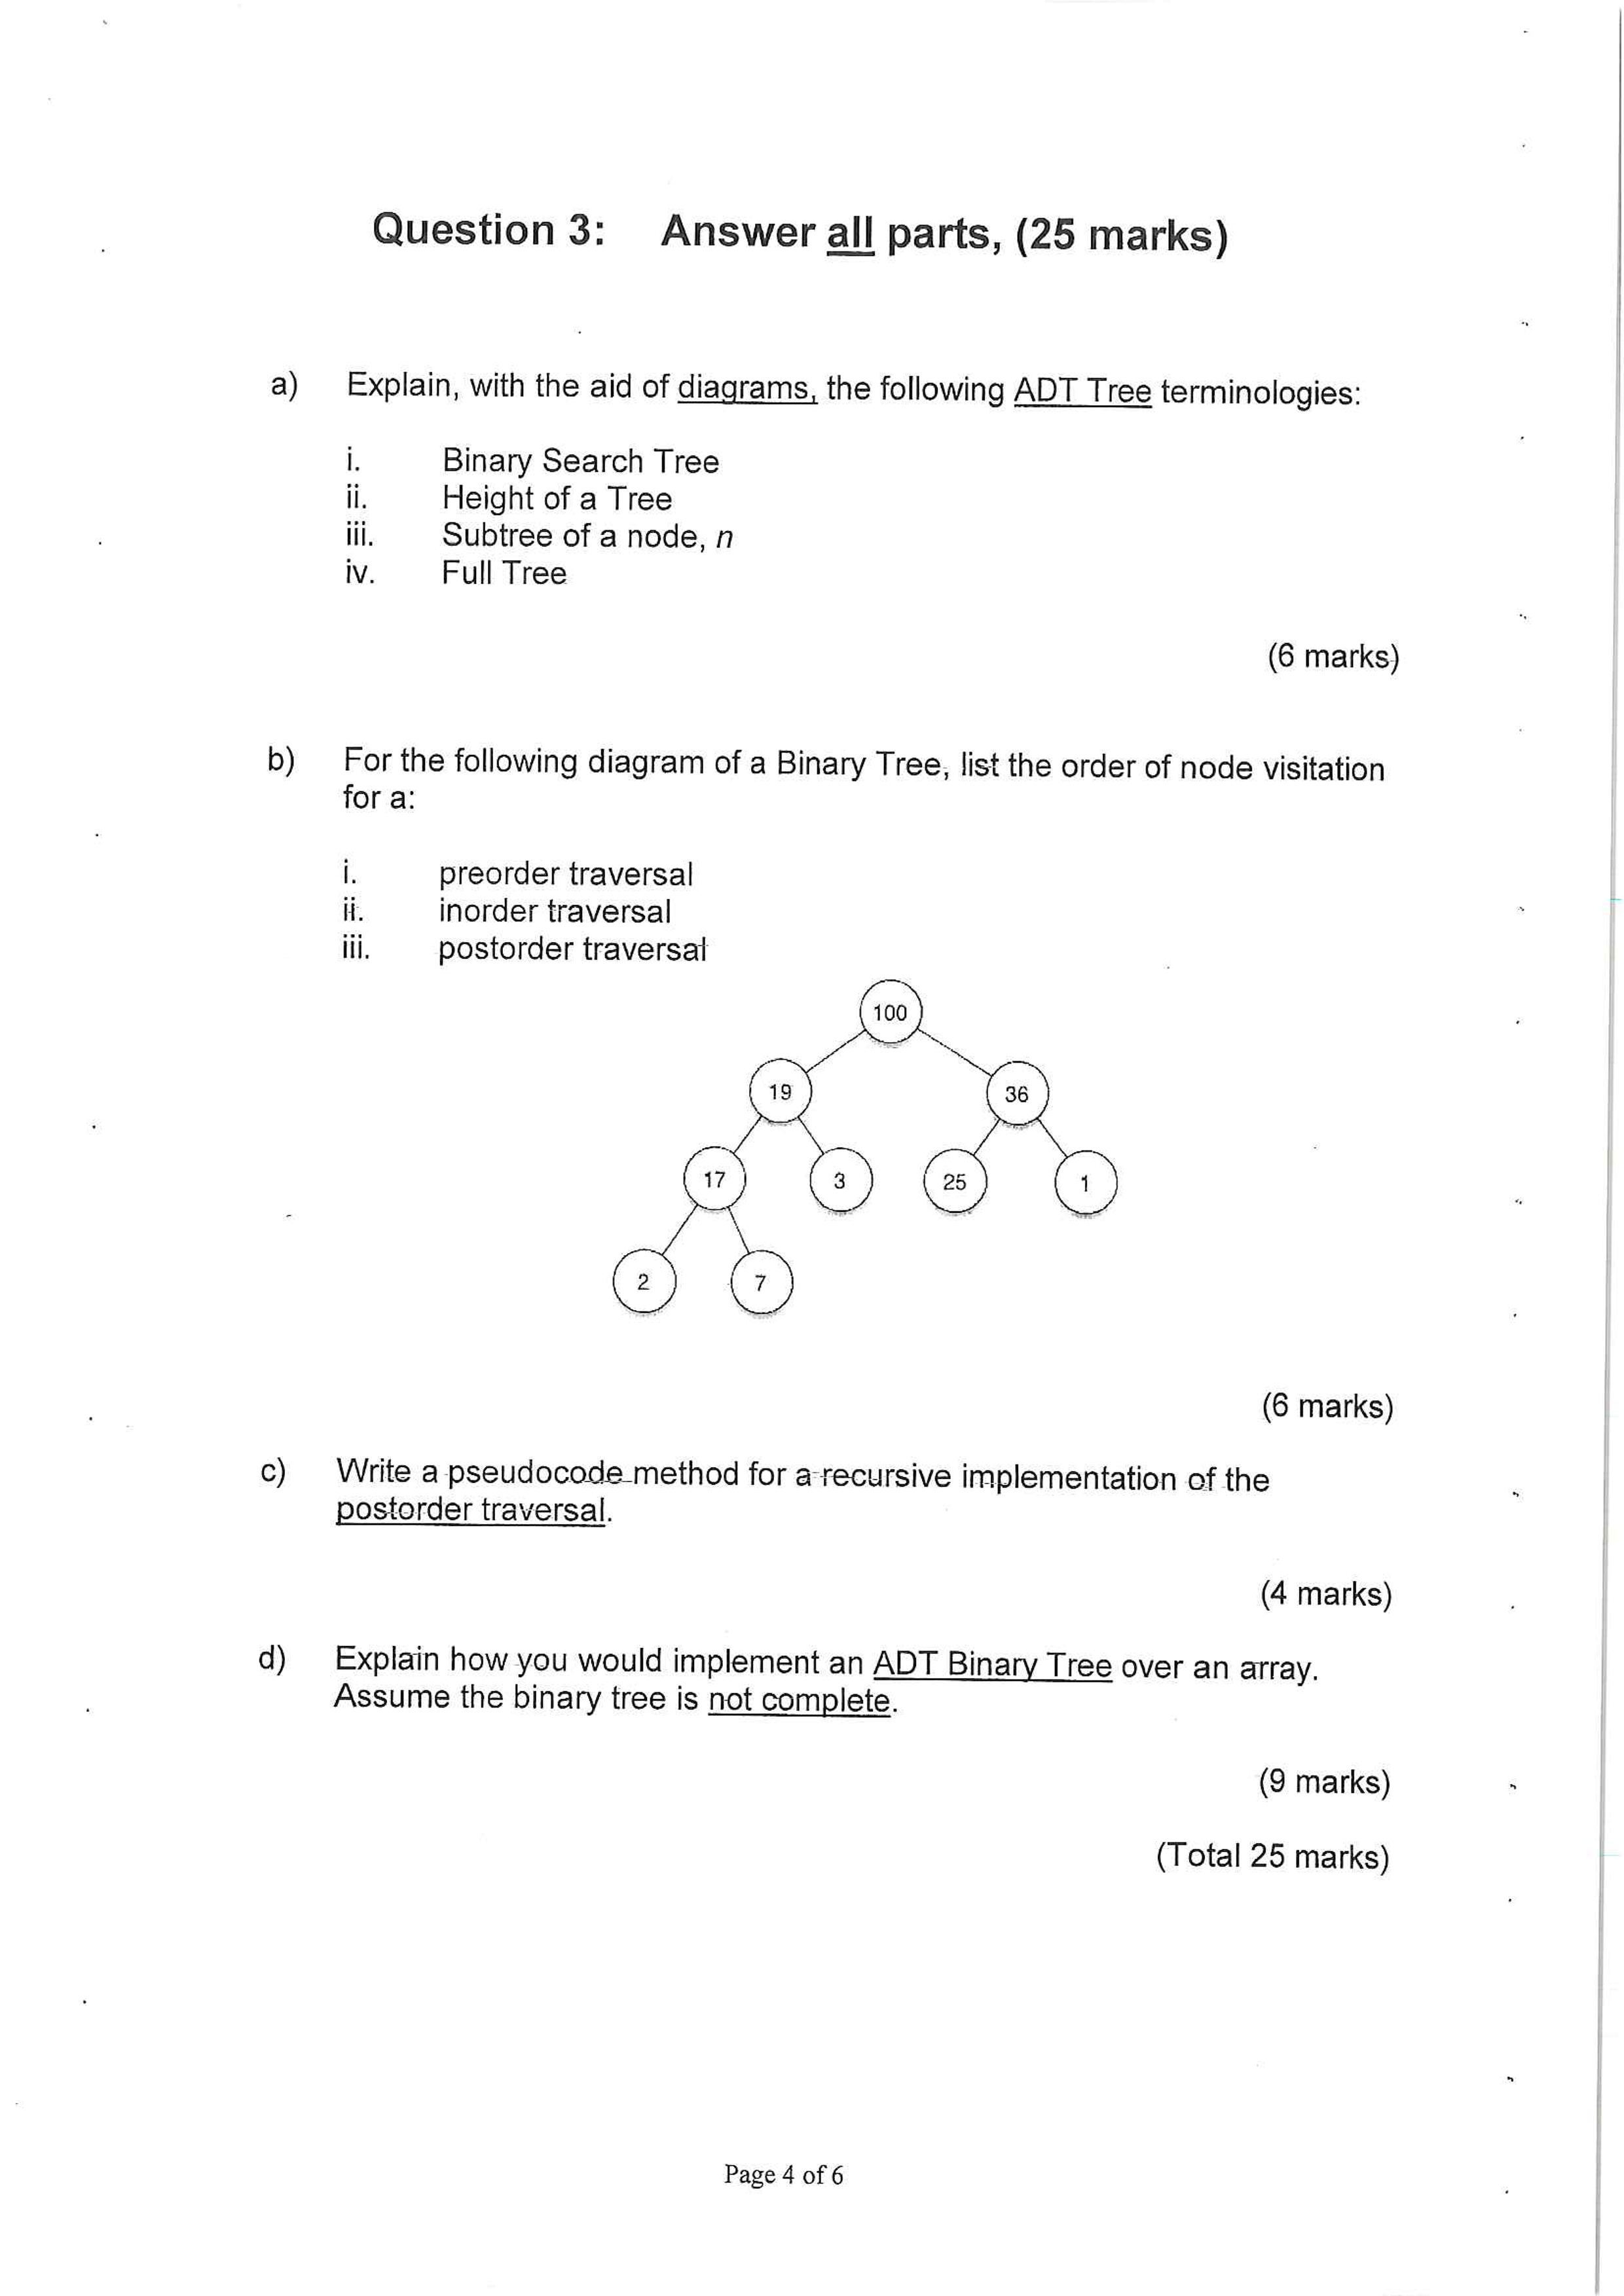 Question 3: Answer all parts, (25 marks)
a) Explain, with the aid of diagrams, the following ADT Tree terminologies:
i. Binary Search Tree
ii. Height of a Tree
iii. Subtree of a node, n
iv. Full Tree
(6 marks)
b) For the following diagram of a Binary Tree, list the order of node visitation
for a:
i. preorder traversal
ii. inorder traversal
iii. postorder traversal
100
19 36
17 3 25 1
2 7
(6 marks)
c) Write a pseudocode method for a recursive implementation of the
postorder traversal.
(4 marks)
d) Explain how you would implement an ADT Binary Tree over an array.
Assume the binary tree is not complete.
(9 marks)
(Total 25 marks)
Page 4 of 6